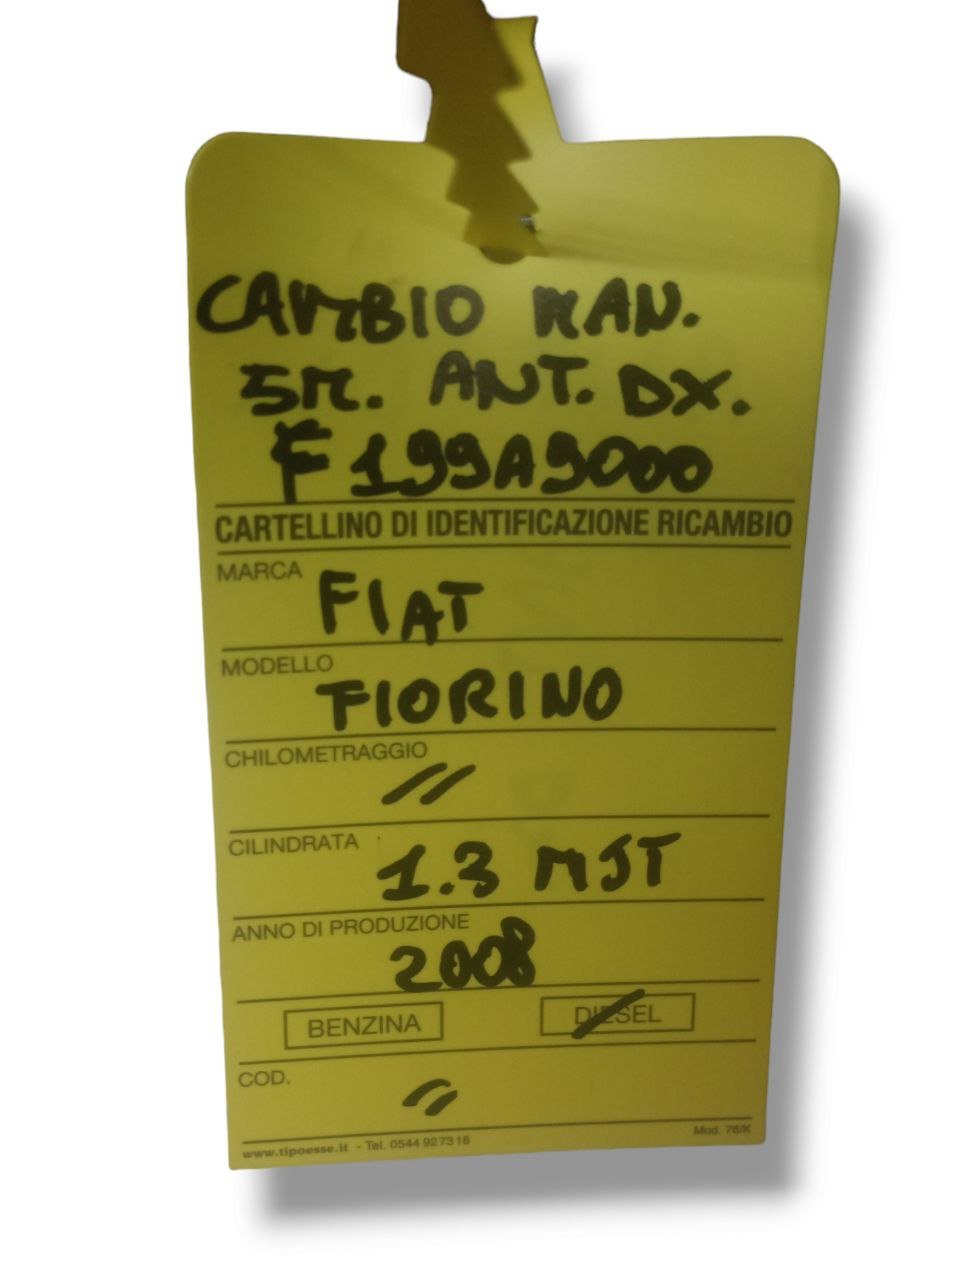 CAMBIO MAN.
5M. ANT. DX.
F199A9000
CARTELLINO DI IDENTIFICAZIONE RICAMBIO
MARCA FIAT
MODELLO FIORINO
CHILOMETRAGGIO //
CILINDRATA 1.3 MJT
ANNO DI PRODUZIONE 2008
BENZINA DIESEL
COD. //
www.tipoesse.it - Tel. 0544 927318 Mod. 76/K